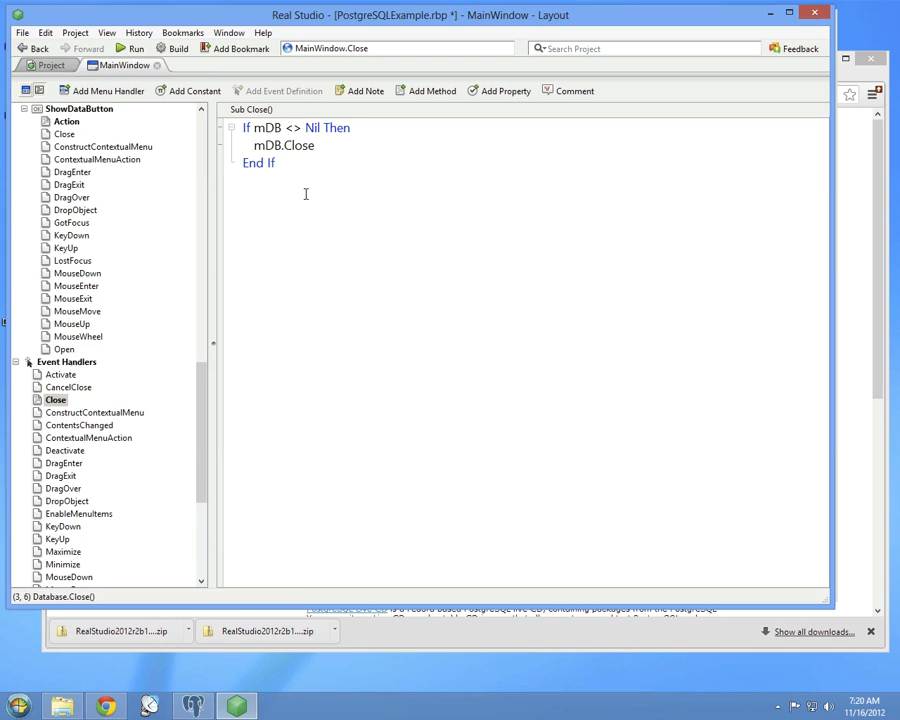 Real Studio - [PostgreSQLExample.rbp *] - MainWindow - Layout
File Edit Project View History Bookmarks Window Help
Back Forward Run Build Add Bookmark MainWindow.Close Search Project Feedback
Project MainWindow
Add Menu Handler Add Constant Add Event Definition Add Note Add Method Add Property Comment
ShowDataButton
Action
Close
ConstructContextualMenu
ContextualMenuAction
DragEnter
DragExit
DragOver
DropObject
GotFocus
KeyDown
KeyUp
LostFocus
MouseDown
MouseEnter
MouseExit
MouseMove
MouseUp
MouseWheel
Open
Event Handlers
Activate
CancelClose
Close
ConstructContextualMenu
ContentsChanged
ContextualMenuAction
Deactivate
DragEnter
DragExit
DragOver
DropObject
EnableMenuItems
KeyDown
KeyUp
Maximize
Minimize
MouseDown
Sub Close()
If mDB <> Nil Then
mDB.Close
End If
(3, 6) Database.Close()
RealStudio2012r2b1....zip RealStudio2012r2b1....zip Show all downloads...
7:20 AM
11/16/2012